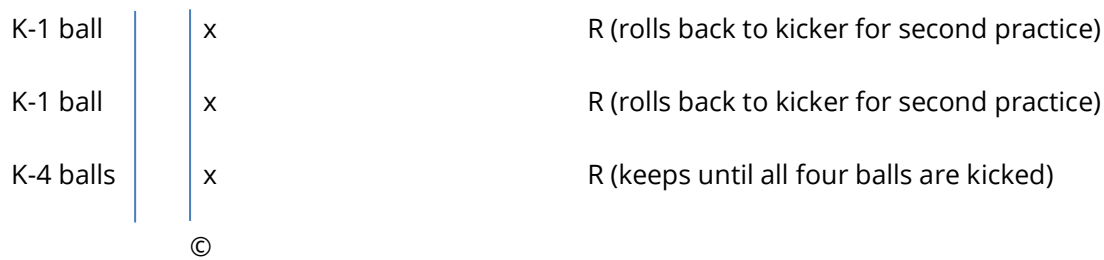 K-1 ball x R (rolls back to kicker for second practice)
K-1 ball x R (rolls back to kicker for second practice)
K-4 balls x R (keeps until all four balls are kicked)
©